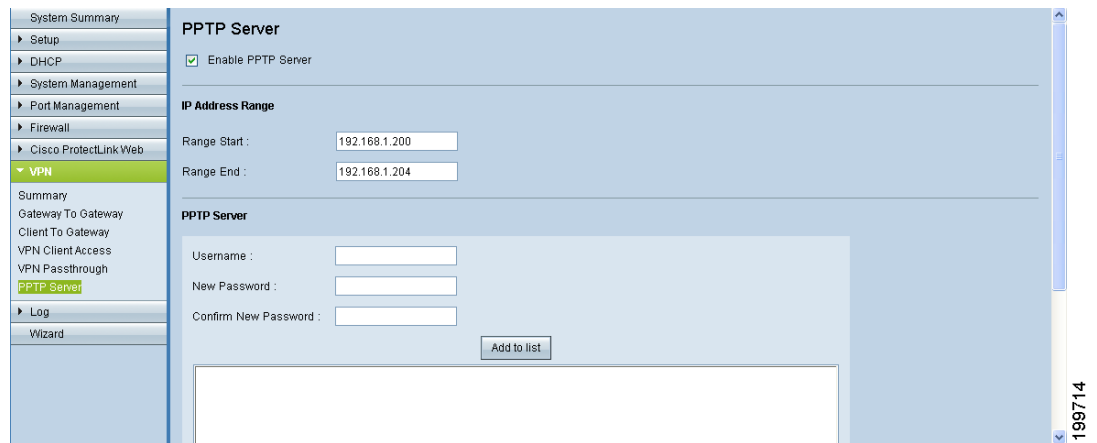 System Summary
Setup
DHCP
System Management
Port Management
Firewall
Cisco ProtectLink Web
VPN
Summary
Gateway To Gateway
Client To Gateway
VPN Client Access
VPN Passthrough
PPTP Server
Log
Wizard
PPTP Server
Enable PPTP Server
IP Address Range
Range Start : 192.168.1.200
Range End : 192.168.1.204
PPTP Server
Username :
New Password :
Confirm New Password :
Add to list
199714